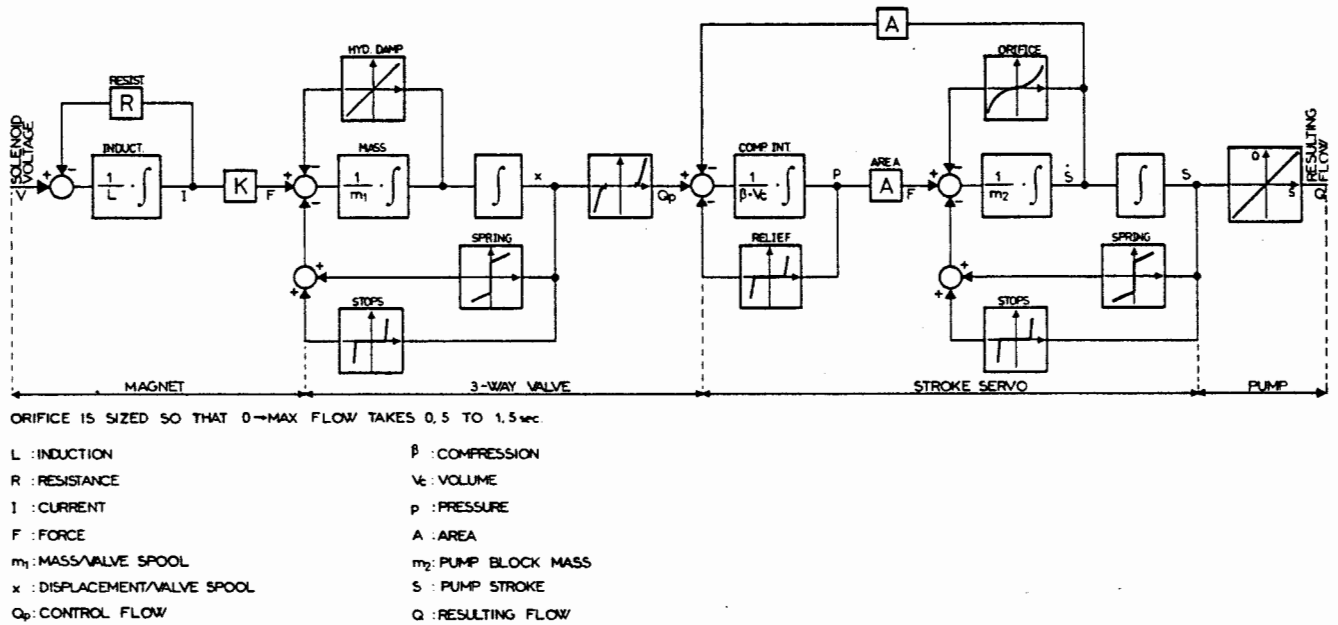 A
HYD. DAMP
ORIFICE
RESIST
R
SOLENOID
VOLTAGE
V
INDUCT.
1/L · ∫
I
K
F
MASS
1/m₁ · ∫
∫
x
Qp
COMP INT.
1/β·Vc · ∫
p
AREA
A
F
1/m₂ · ∫
Ṡ
∫
S
Q
S
RESULTING
FLOW
Q
SPRING
STOPS
RELIEF
SPRING
STOPS
MAGNET
3-WAY VALVE
STROKE SERVO
PUMP
ORIFICE IS SIZED SO THAT 0→MAX FLOW TAKES 0,5 TO 1,5 sec.
L : INDUCTION
R : RESISTANCE
I : CURRENT
F : FORCE
m₁ : MASS/VALVE SPOOL
x : DISPLACEMENT/VALVE SPOOL
Qp : CONTROL FLOW
β : COMPRESSION
Vc : VOLUME
p : PRESSURE
A : AREA
m₂ : PUMP BLOCK MASS
S : PUMP STROKE
Q : RESULTING FLOW